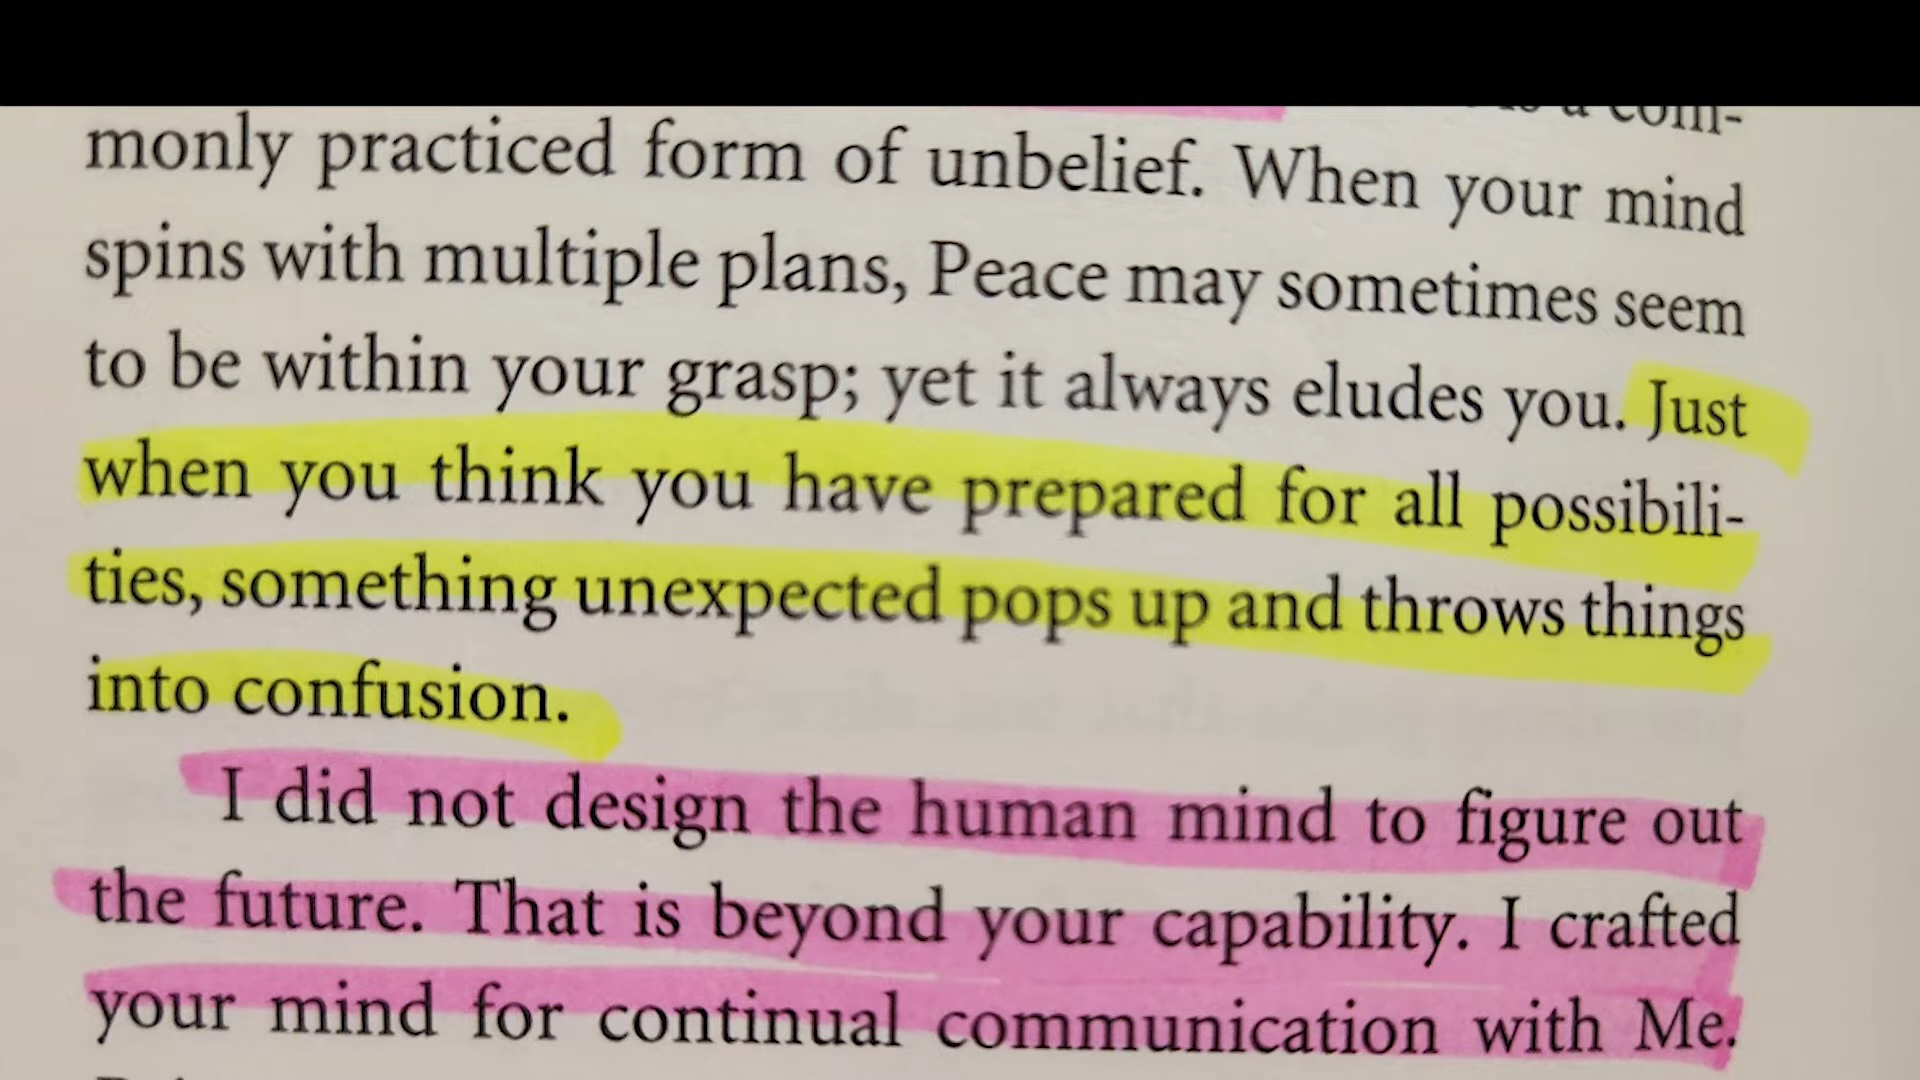 a com-
monly practiced form of unbelief. When your mind
spins with multiple plans, Peace may sometimes seem
to be within your grasp; yet it always eludes you. Just
when you think you have prepared for all possibili-
ties, something unexpected pops up and throws things
into confusion.
I did not design the human mind to figure out
the future. That is beyond your capability. I crafted
your mind for continual communication with Me.